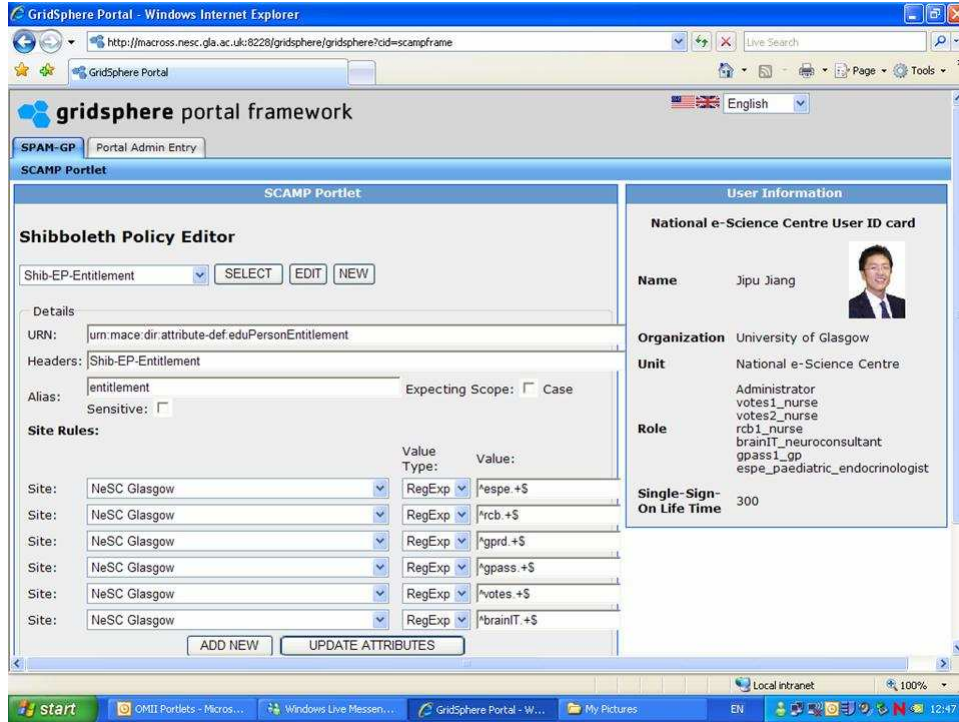 GridSphere Portal - Windows Internet Explorer
http://macross.nesc.gla.ac.uk:8228/gridsphere/gridsphere?cid=scampframe
Live Search
GridSphere Portal
Page
Tools
gridsphere portal framework
English
SPAM-GP
Portal Admin Entry
SCAMP Portlet
SCAMP Portlet
Shibboleth Policy Editor
Shib-EP-Entitlement
SELECT
EDIT
NEW
Details
URN: urn:mace:dir:attribute-def:eduPersonEntitlement
Headers: Shib-EP-Entitlement
Alias: entitlement Expecting Scope: Case
Sensitive:
Site Rules:
Value Type: Value:
Site: NeSC Glasgow RegExp ^espe.+$
Site: NeSC Glasgow RegExp ^rcb.+$
Site: NeSC Glasgow RegExp ^gprd.+$
Site: NeSC Glasgow RegExp ^gpass.+$
Site: NeSC Glasgow RegExp ^votes.+$
Site: NeSC Glasgow RegExp ^brainIT.+$
ADD NEW
UPDATE ATTRIBUTES
User Information
National e-Science Centre User ID card
Name Jipu Jiang
Organization University of Glasgow
Unit National e-Science Centre
Role
Administrator
votes1_nurse
votes2_nurse
rcb1_nurse
brainIT_neuroconsultant
gpass1_gp
espe_paediatric_endocrinologist
Single-Sign-
On Life Time 300
Local intranet
100%
start
OMII Portlets - Micros...
Windows Live Messen...
GridSphere Portal - W...
My Pictures
EN
12:47